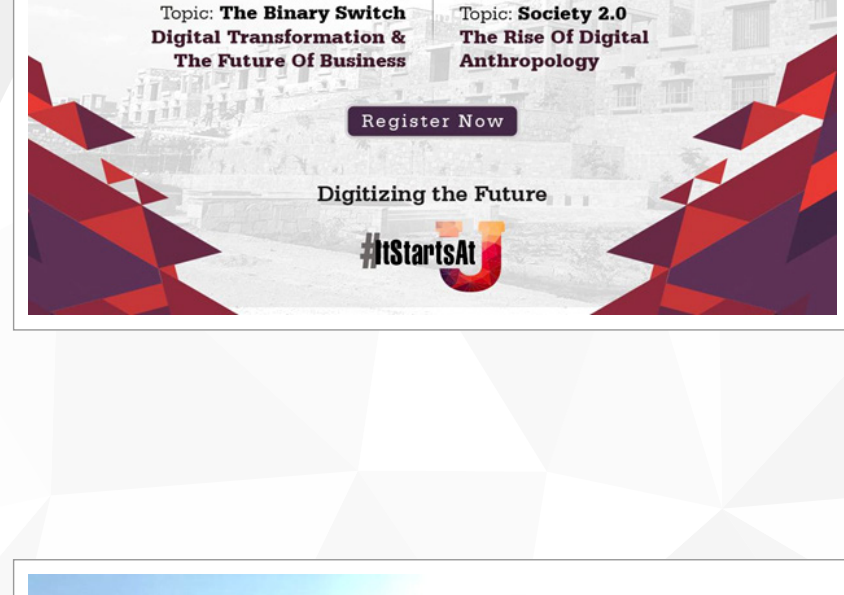 Topic: The Binary Switch
Digital Transformation &
The Future Of Business
Topic: Society 2.0
The Rise Of Digital
Anthropology
Register Now
Digitizing the Future
#ItStartsAt U